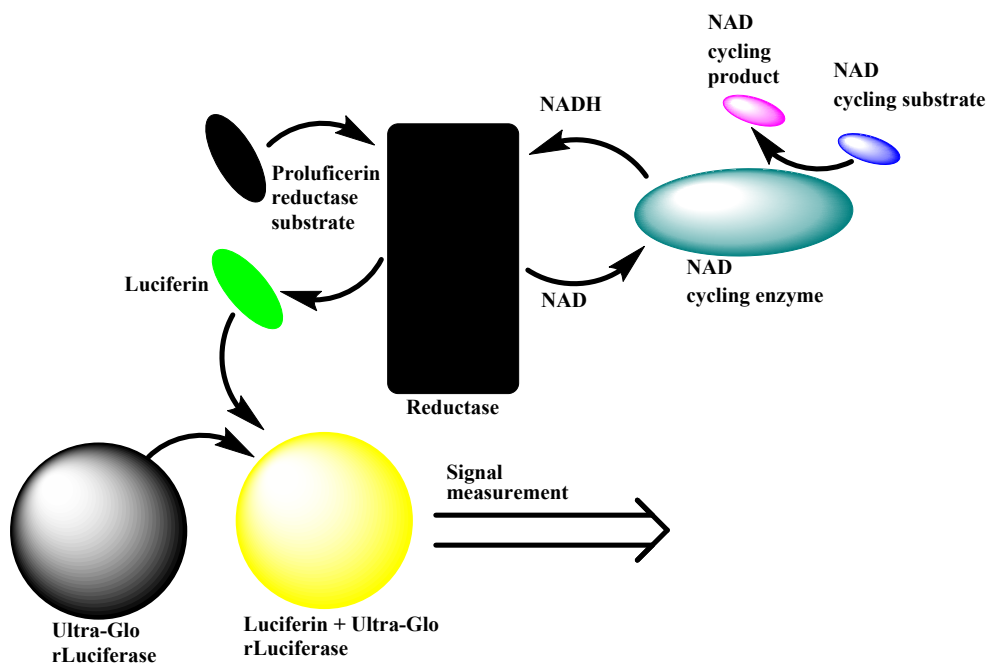 NAD
cycling
product
NAD
cycling substrate
NADH
Proluficerin
reductase
substrate
Luciferin
NAD
NAD
cycling enzyme
Reductase
Signal
measurement
Ultra-Glo
rLuciferase
Luciferin + Ultra-Glo
rLuciferase